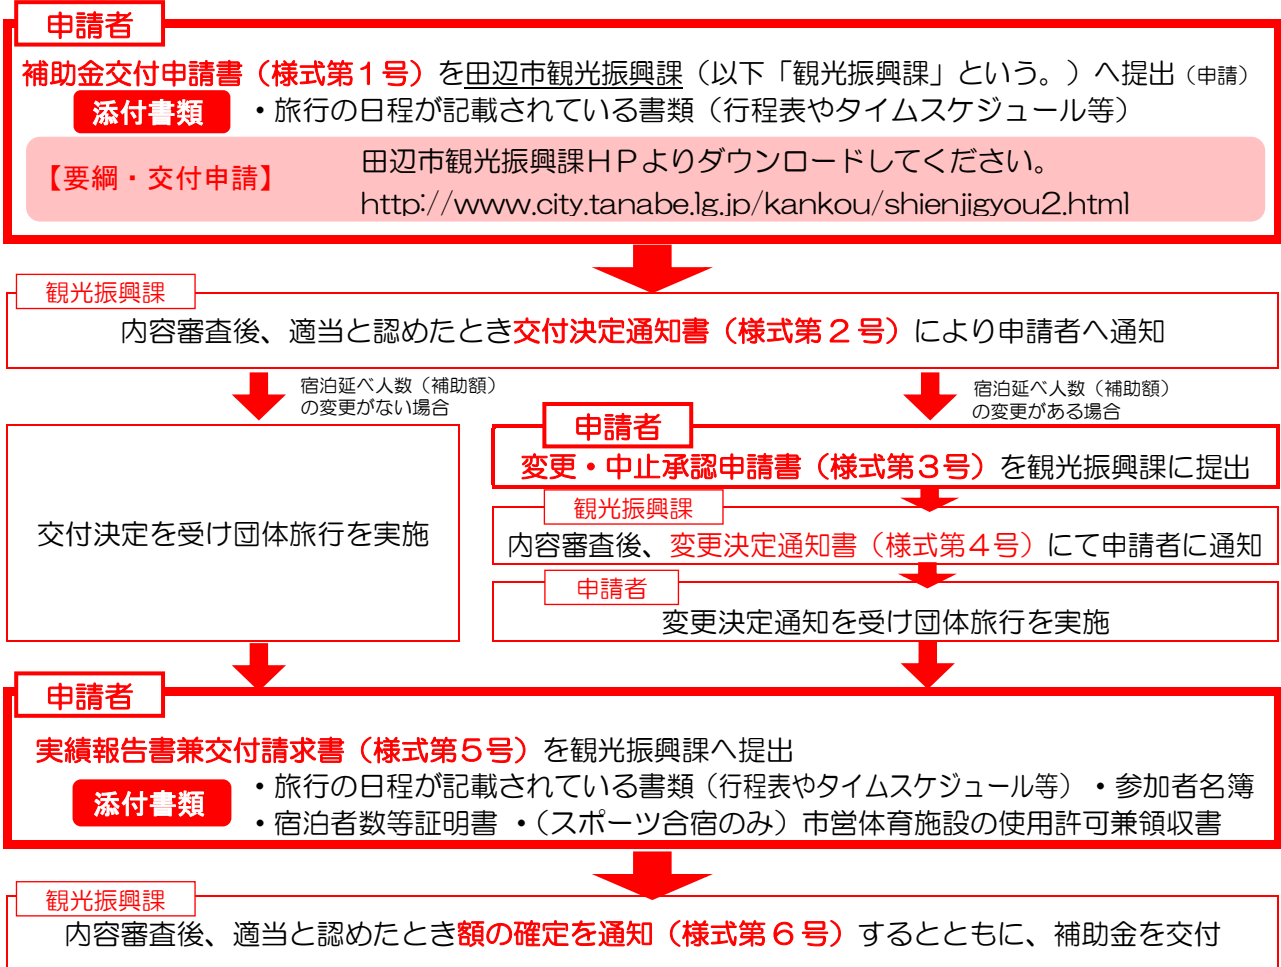 申請者
補助金交付申請書（様式第１号）を田辺市観光振興課（以下「観光振興課」という。）へ提出（申請）
添付書類 ・旅行の日程が記載されている書類（行程表やタイムスケジュール等）
【要綱・交付申請】 田辺市観光振興課ＨＰよりダウンロードしてください。
http://www.city.tanabe.lg.jp/kankou/shienjigyou2.html
観光振興課
内容審査後、適当と認めたとき交付決定通知書（様式第２号）により申請者へ通知
宿泊延べ人数（補助額）
の変更がない場合
交付決定を受け団体旅行を実施
宿泊延べ人数（補助額）
の変更がある場合
申請者
変更・中止承認申請書（様式第３号）を観光振興課に提出
観光振興課
内容審査後、変更決定通知書（様式第４号）にて申請者に通知
申請者
変更決定通知を受け団体旅行を実施
申請者
実績報告書兼交付請求書（様式第５号）を観光振興課へ提出
添付書類 ・旅行の日程が記載されている書類（行程表やタイムスケジュール等）・参加者名簿
・宿泊者数等証明書 ・（スポーツ合宿のみ）市営体育施設の使用許可兼領収書
観光振興課
内容審査後、適当と認めたとき額の確定を通知（様式第６号）するとともに、補助金を交付